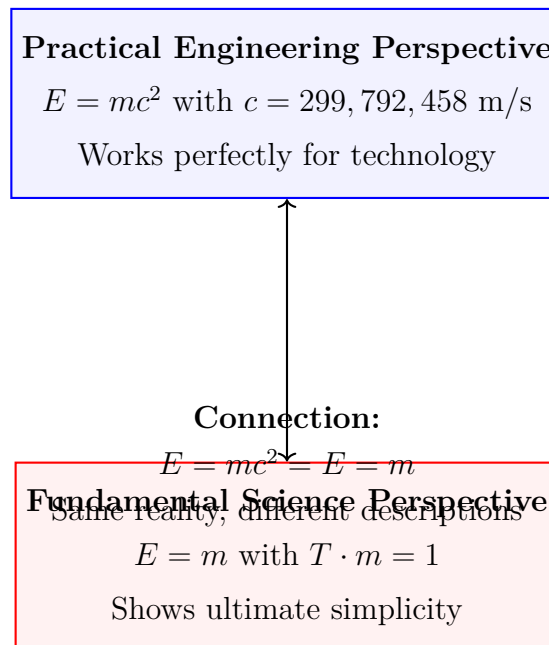 Practical Engineering Perspective
E = mc² with c = 299,792,458 m/s
Works perfectly for technology
Connection:
E = mc² = E = m
Same reality, different descriptions
Fundamental Science Perspective
E = m with T · m = 1
Shows ultimate simplicity